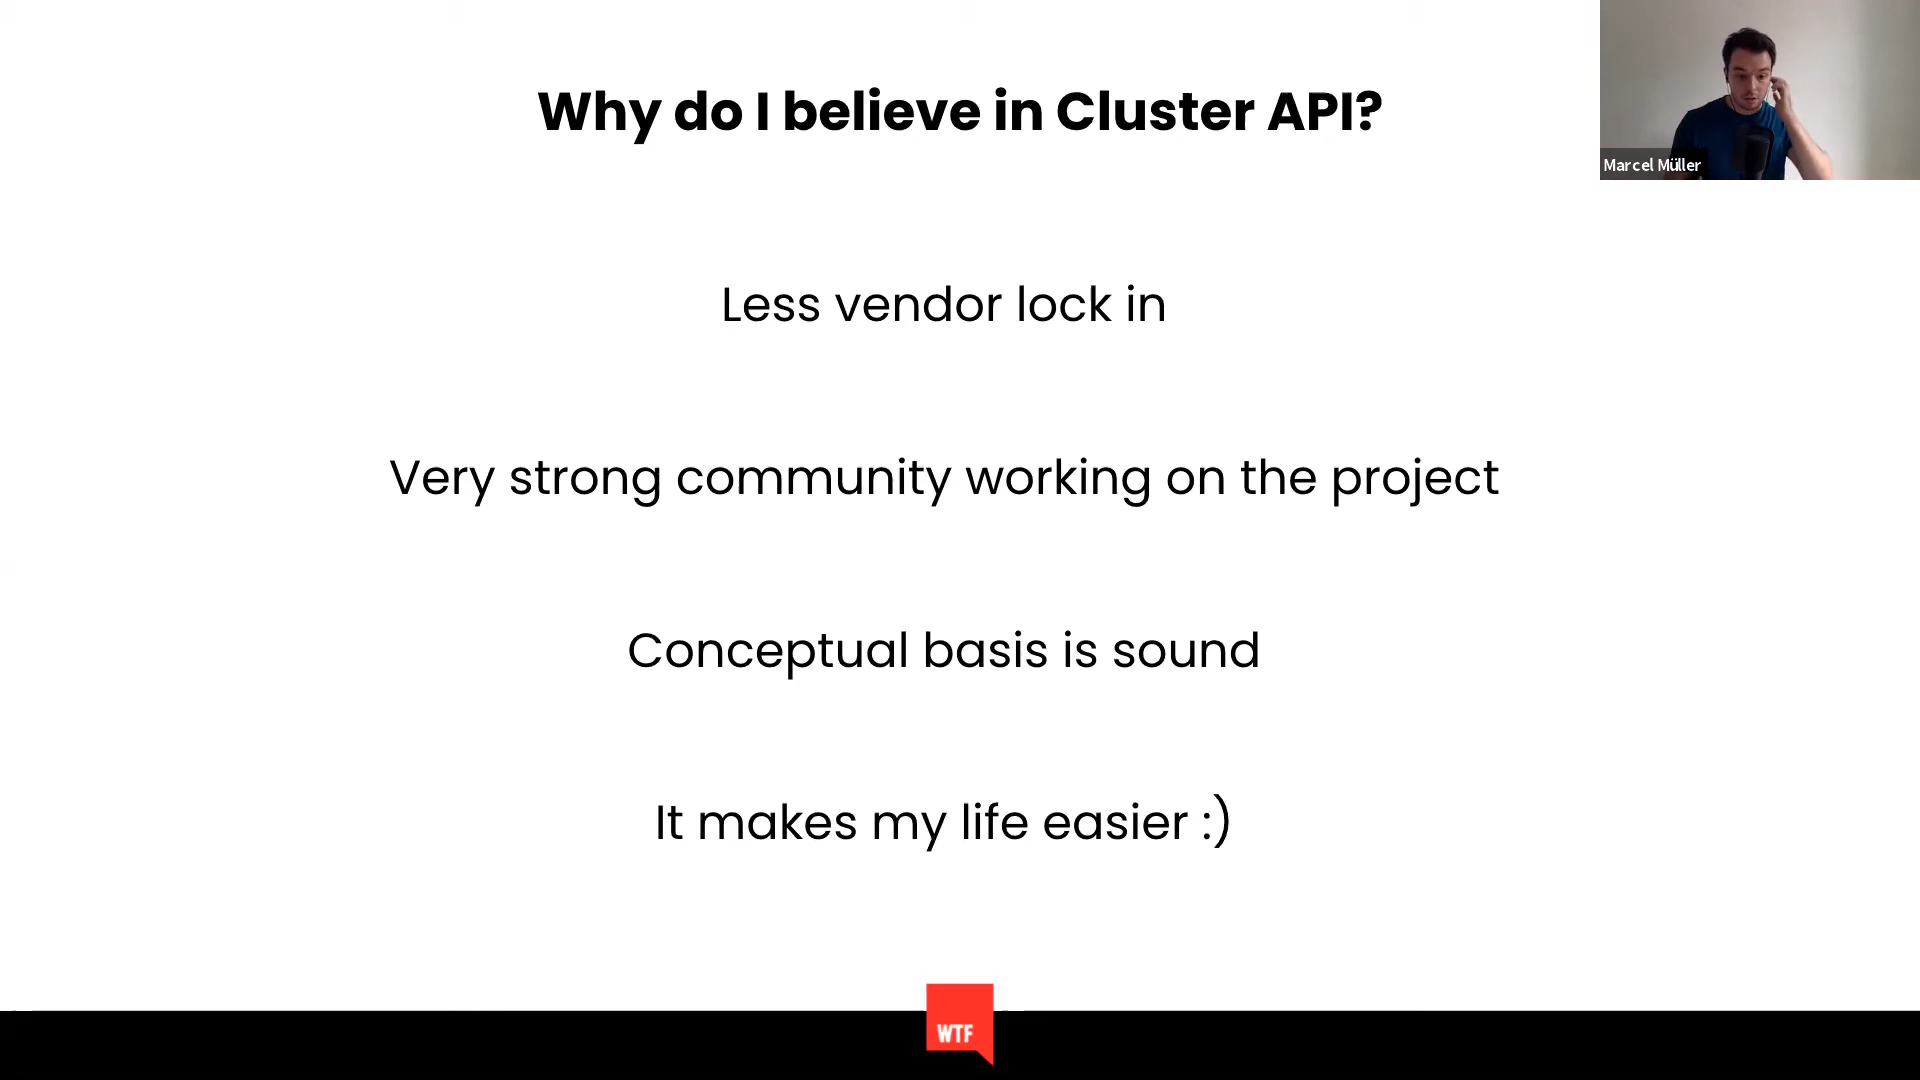 Why do I believe in Cluster API?
Marcel Müller
Less vendor lock in
Very strong community working on the project
Conceptual basis is sound
It makes my life easier :)
WTF